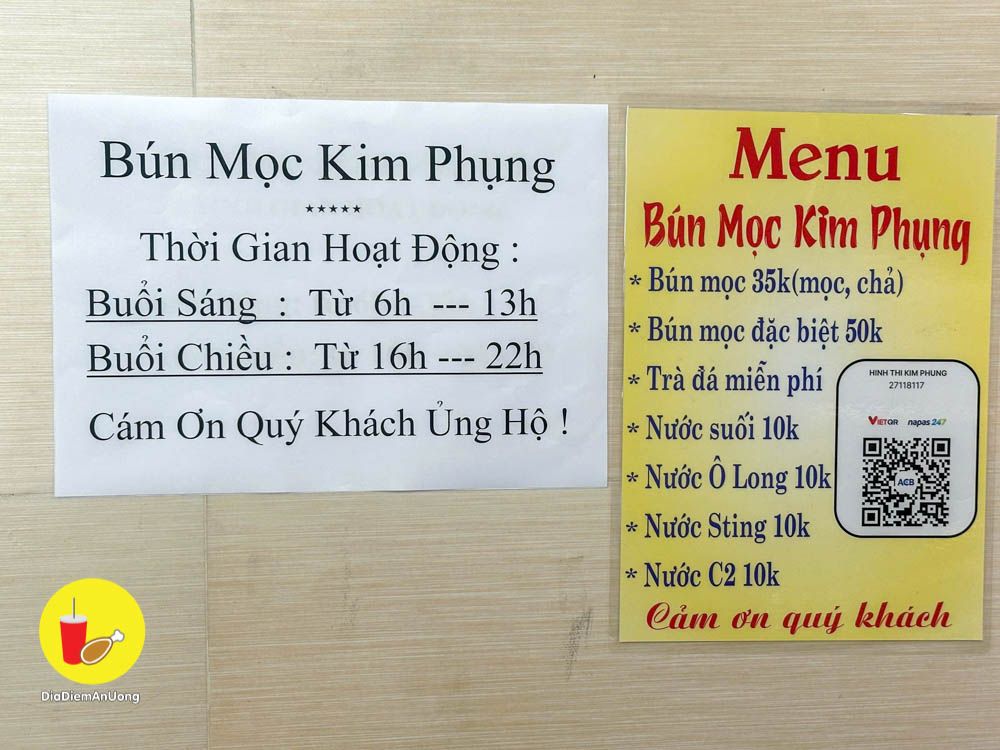 Bún Mọc Kim Phụng
★★★★★
Thời Gian Hoạt Động :
Buổi Sáng : Từ 6h --- 13h
Buổi Chiều : Từ 16h --- 22h
Cám Ơn Quý Khách Ủng Hộ !
Menu
Bún Mọc Kim Phụng
* Bún mọc 35k(mọc, chả)
* Bún mọc đặc biệt 50k
* Trà đá miễn phí
* Nước suối 10k
* Nước Ô Long 10k
* Nước Sting 10k
* Nước C2 10k
Cảm ơn quý khách
HINH THI KIM PHUNG
27118117
VIETQR napas 247
ACB
DiaDiemAnUong